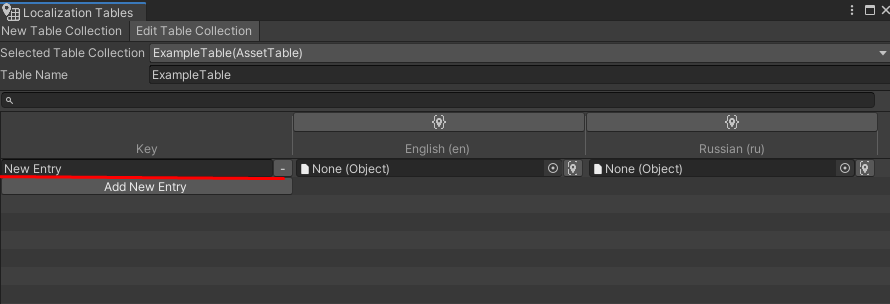 Localization Tables
New Table Collection Edit Table Collection
Selected Table Collection ExampleTable(AssetTable)
Table Name ExampleTable
Key English (en) Russian (ru)
New Entry - None (Object) None (Object)
Add New Entry